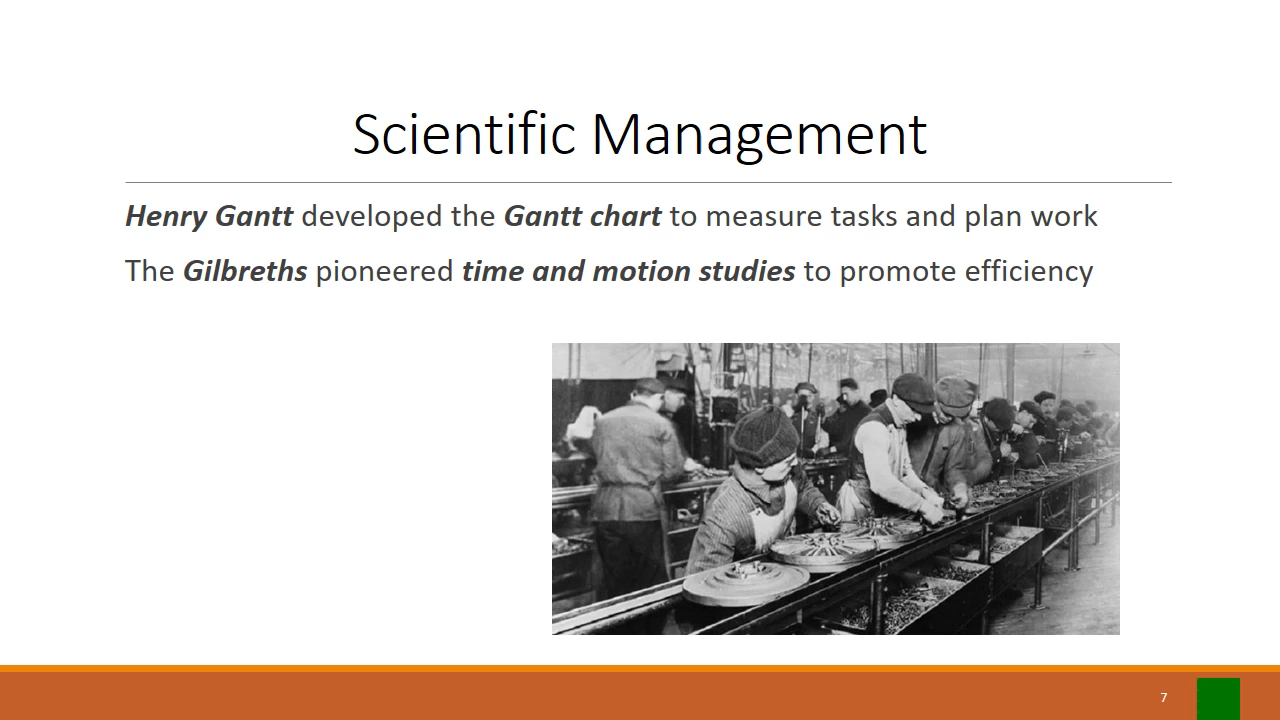 Scientific Management
Henry Gantt developed the Gantt chart to measure tasks and plan work
The Gilbreths pioneered time and motion studies to promote efficiency
7